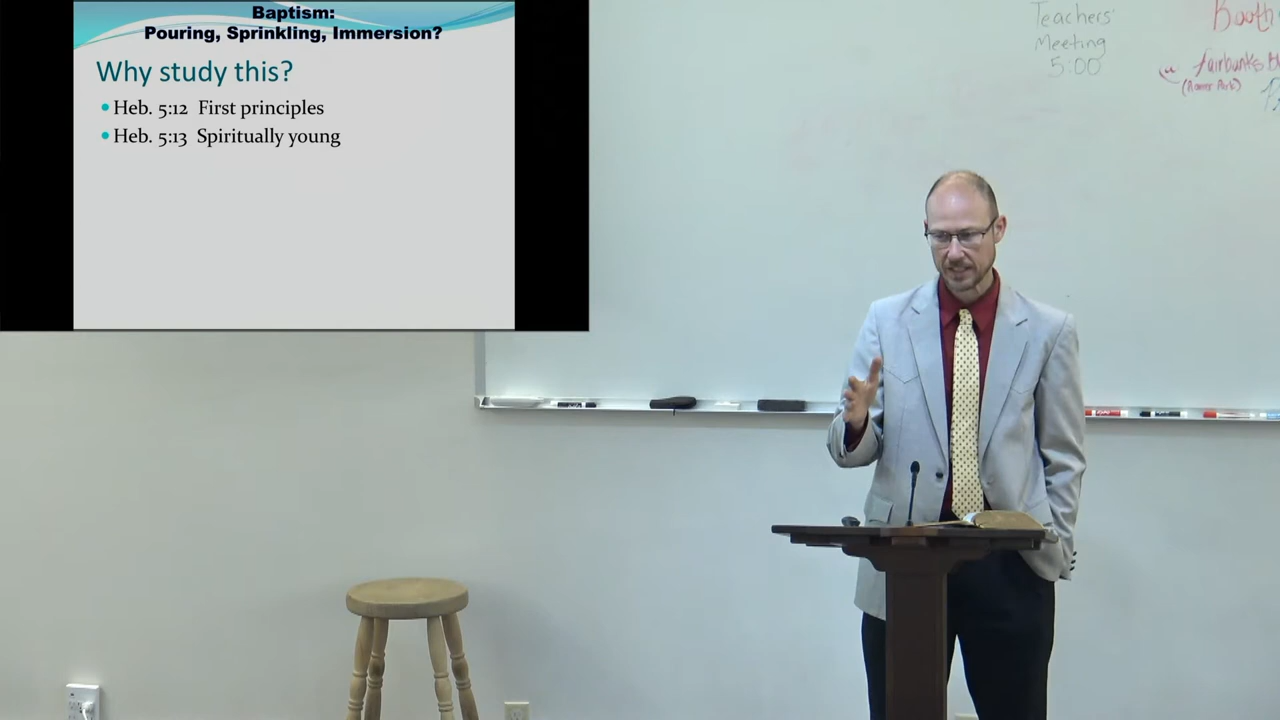 Baptism:
Pouring, Sprinkling, Immersion?
Why study this?
Heb. 5:12 First principles
Heb. 5:13 Spiritually young
Teachers'
Meeting
5:00
Booth
Fairbanks